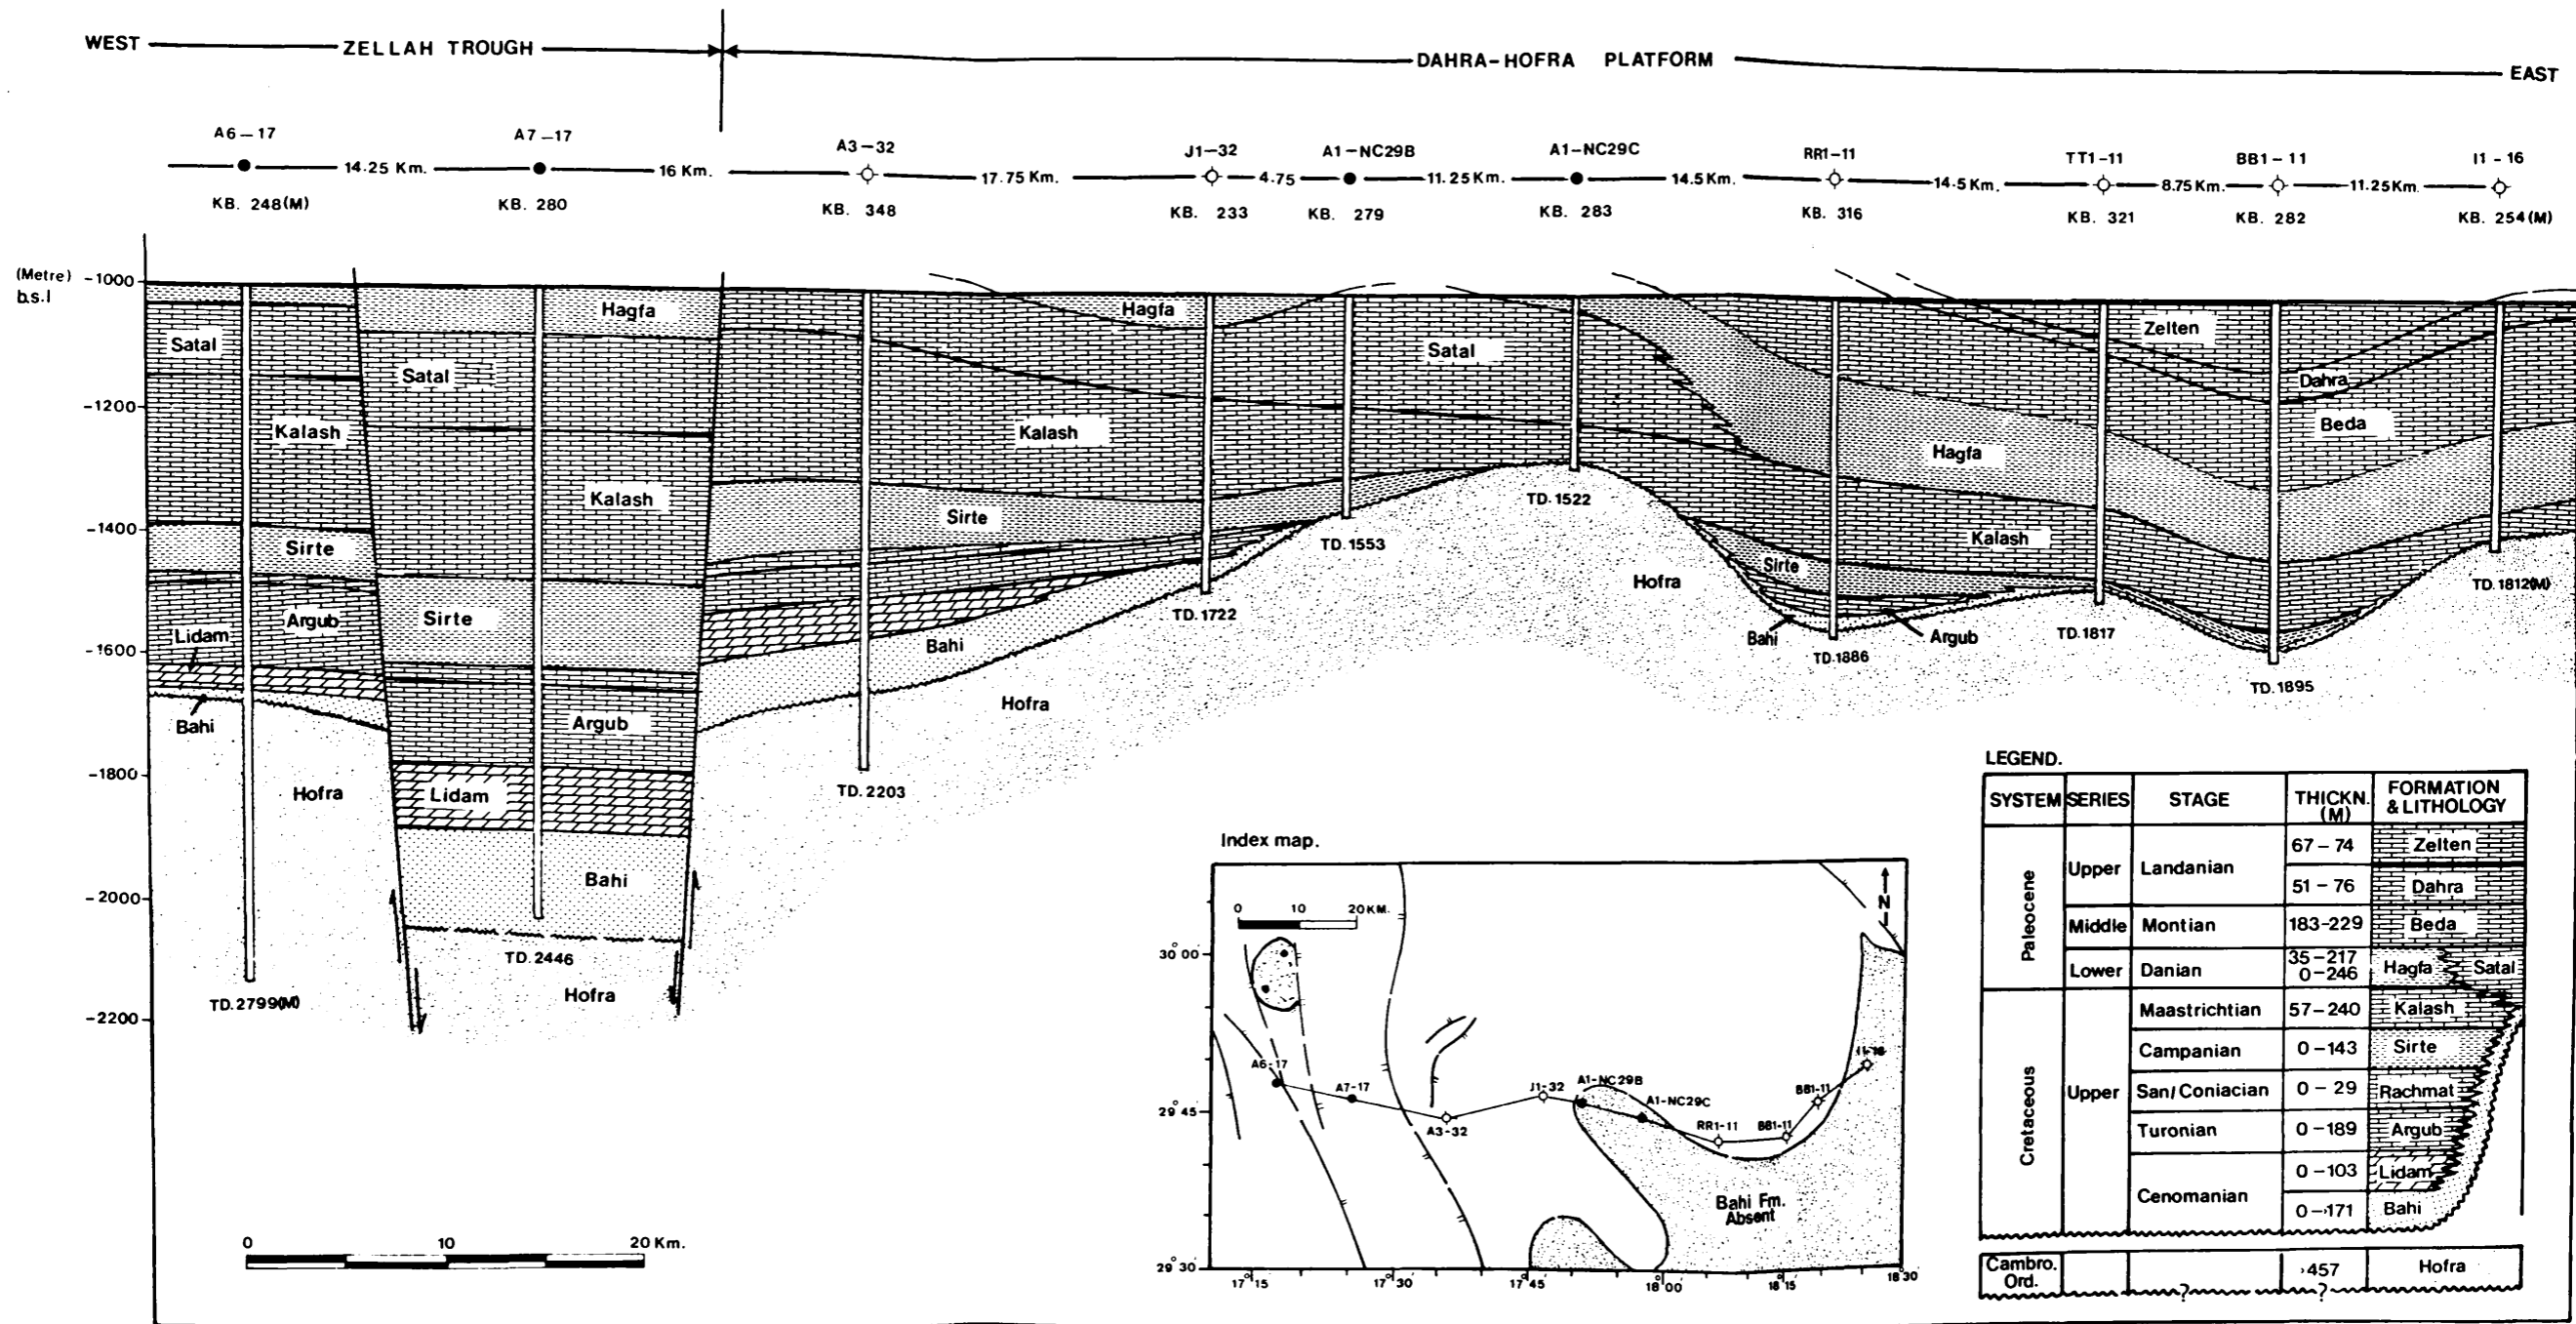 WEST
ZELLAH TROUGH
DAHRA-HOFRA PLATFORM
EAST
A6-17
A7-17
A3-32
J1-32
A1-NC29B
A1-NC29C
RR1-11
TT1-11
BB1-11
I1-16
14.25 Km.
16 Km.
17.75 Km.
4.75
11.25 Km.
14.5 Km.
14.5 Km.
8.75 Km.
11.25 Km.
KB. 248(M)
KB. 280
KB. 348
KB. 233
KB. 279
KB. 283
KB. 316
KB. 321
KB. 282
KB. 254(M)
(Metre)
b.s.l
-1000
-1200
-1400
-1600
-1800
-2000
-2200
Satal
Kalash
Sirte
Argub
Lidam
Bahi
Hofra
TD.2799(M)
Hagfa
Satal
Kalash
Sirte
Argub
Lidam
Bahi
TD.2446
Hofra
Hagfa
Satal
Kalash
Sirte
Bahi
Hofra
TD.2203
TD.1722
TD.1553
TD.1522
Zelten
Dahra
Beda
Hagfa
Kalash
Sirte
Hofra
Bahi
Argub
TD.1886
TD.1817
TD.1895
TD.1812(M)
Index map.
0 10 20 KM.
N
30°00
29°45
29°30
17°15
17°30
17°45
18°00
18°15
18°30
A6-17
A7-17
A3-32
J1-32
A1-NC29B
A1-NC29C
RR1-11
BB1-11
BB1-11
I1-16
Bahi Fm.
Absent
0 10 20 Km.
LEGEND.
SYSTEM SERIES STAGE THICKN. (M) FORMATION & LITHOLOGY
Paleocene Upper Landanian 67-74 Zelten
51-76 Dahra
Middle Montian 183-229 Beda
Lower Danian 35-217 0-246 Hagfa Satal
Cretaceous Upper Maastrichtian 57-240 Kalash
Campanian 0-143 Sirte
San/Coniacian 0-29 Rachmat
Turonian 0-189 Argub
Cenomanian 0-103 Lidam
0-171 Bahi
Cambro. Ord. >457 Hofra
? ?